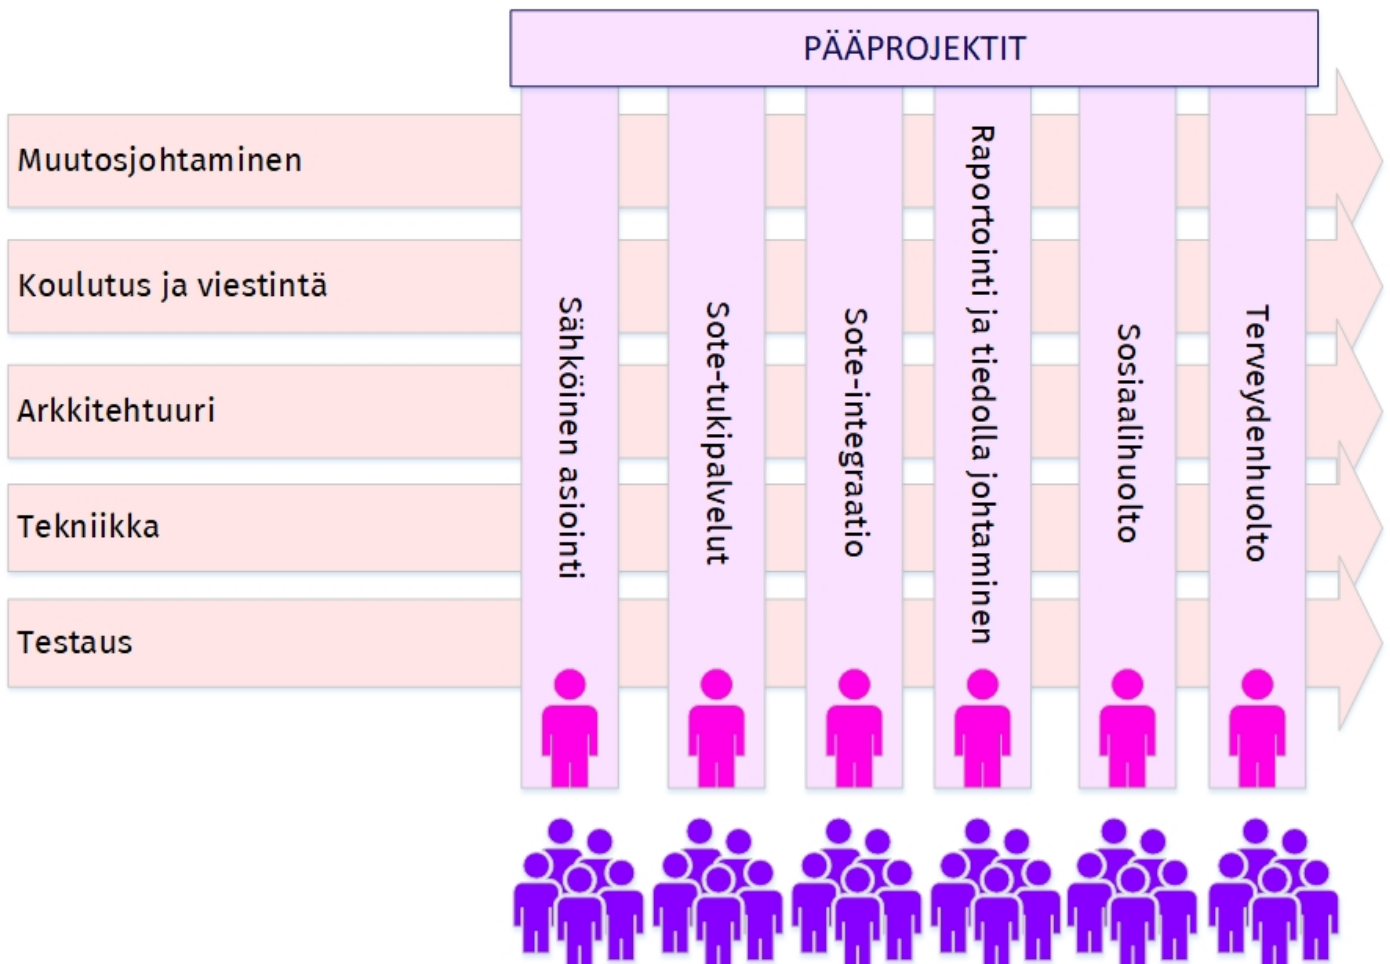 PÄÄPROJEKTIT
Muutosjohtaminen
Koulutus ja viestintä
Arkkitehtuuri
Tekniikka
Testaus
Sähköinen asiointi
Sote-tukipalvelut
Sote-integraatio
Raportointi ja tiedolla johtaminen
Sosiaalihuolto
Terveydenhuolto